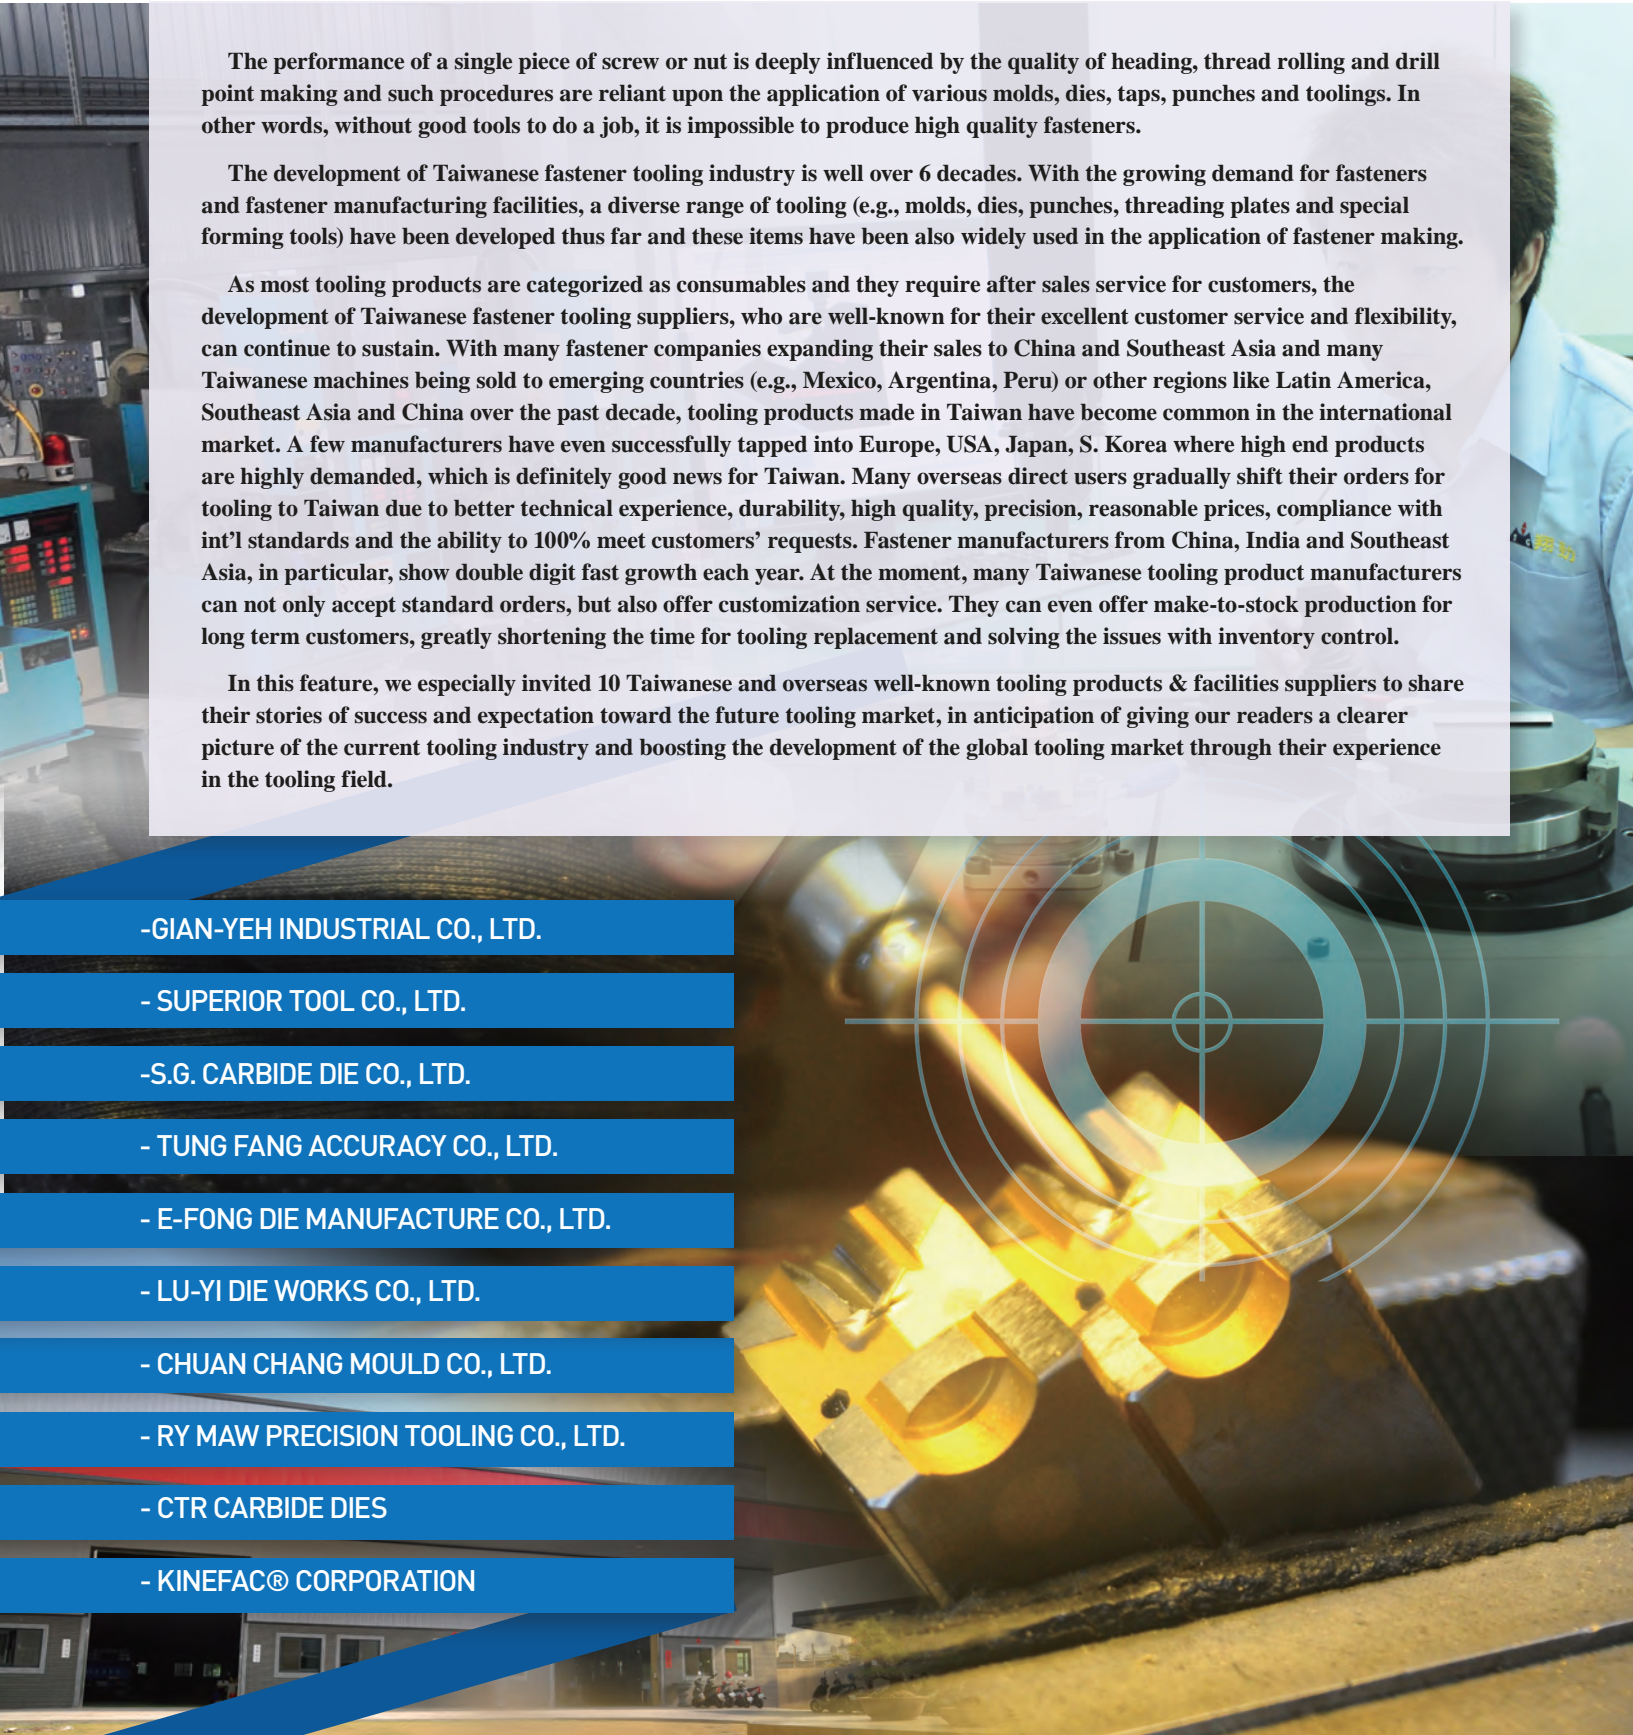 The performance of a single piece of screw or nut is deeply influenced by the quality of heading, thread rolling and drill
point making and such procedures are reliant upon the application of various molds, dies, taps, punches and toolings. In
other words, without good tools to do a job, it is impossible to produce high quality fasteners.
The development of Taiwanese fastener tooling industry is well over 6 decades. With the growing demand for fasteners
and fastener manufacturing facilities, a diverse range of tooling (e.g., molds, dies, punches, threading plates and special
forming tools) have been developed thus far and these items have been also widely used in the application of fastener making.
As most tooling products are categorized as consumables and they require after sales service for customers, the
development of Taiwanese fastener tooling suppliers, who are well-known for their excellent customer service and flexibility,
can continue to sustain. With many fastener companies expanding their sales to China and Southeast Asia and many
Taiwanese machines being sold to emerging countries (e.g., Mexico, Argentina, Peru) or other regions like Latin America,
Southeast Asia and China over the past decade, tooling products made in Taiwan have become common in the international
market. A few manufacturers have even successfully tapped into Europe, USA, Japan, S. Korea where high end products
are highly demanded, which is definitely good news for Taiwan. Many overseas direct users gradually shift their orders for
tooling to Taiwan due to better technical experience, durability, high quality, precision, reasonable prices, compliance with
int’l standards and the ability to 100% meet customers’ requests. Fastener manufacturers from China, India and Southeast
Asia, in particular, show double digit fast growth each year. At the moment, many Taiwanese tooling product manufacturers
can not only accept standard orders, but also offer customization service. They can even offer make-to-stock production for
long term customers, greatly shortening the time for tooling replacement and solving the issues with inventory control.
In this feature, we especially invited 10 Taiwanese and overseas well-known tooling products & facilities suppliers to share
their stories of success and expectation toward the future tooling market, in anticipation of giving our readers a clearer
picture of the current tooling industry and boosting the development of the global tooling market through their experience
in the tooling field.
-GIAN-YEH INDUSTRIAL CO., LTD.
- SUPERIOR TOOL CO., LTD.
-S.G. CARBIDE DIE CO., LTD.
- TUNG FANG ACCURACY CO., LTD.
- E-FONG DIE MANUFACTURE CO., LTD.
- LU-YI DIE WORKS CO., LTD.
- CHUAN CHANG MOULD CO., LTD.
- RY MAW PRECISION TOOLING CO., LTD.
- CTR CARBIDE DIES
- KINEFAC® CORPORATION